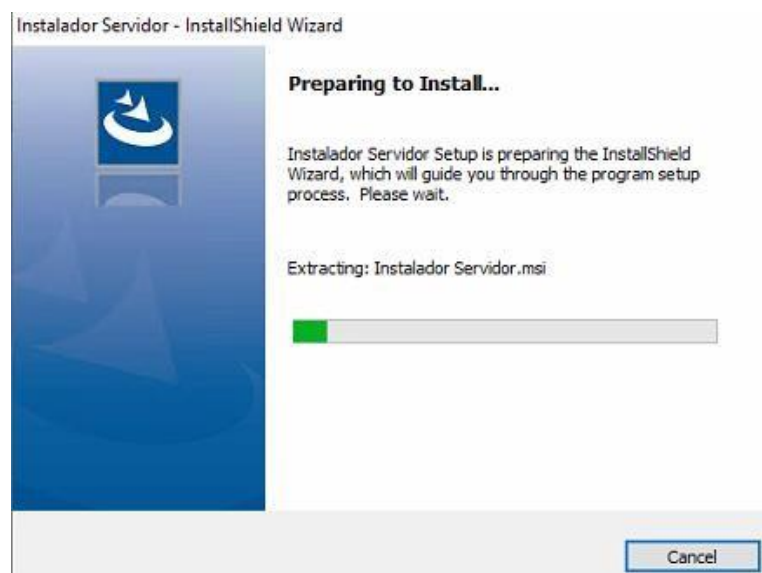 Instalador Servidor - InstallShield Wizard
Preparing to Install...
Instalador Servidor Setup is preparing the InstallShield
Wizard, which will guide you through the program setup
process. Please wait.
Extracting: Instalador Servidor.msi
Cancel